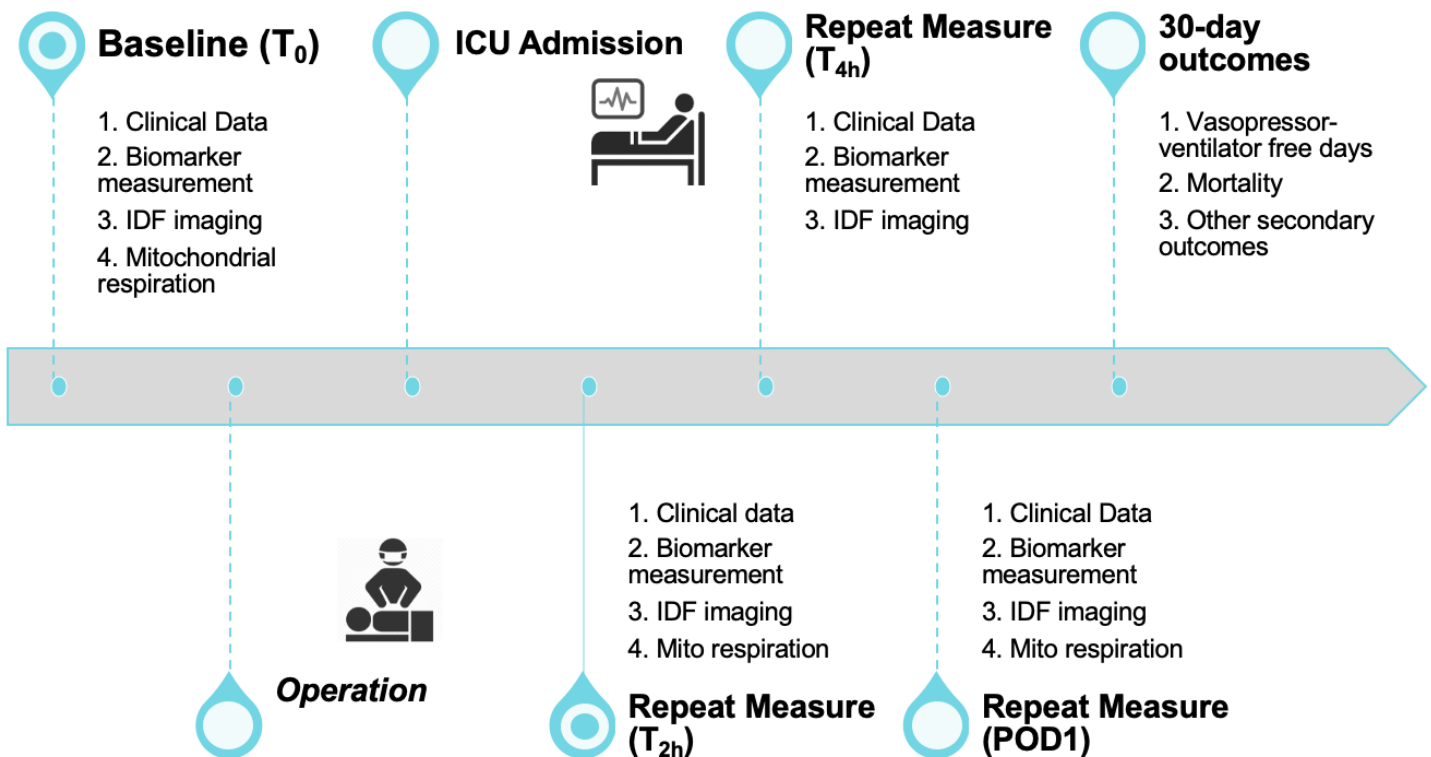 Baseline (T0)
1. Clinical Data
2. Biomarker
measurement
3. IDF imaging
4. Mitochondrial
respiration
Operation
ICU Admission
1. Clinical data
2. Biomarker
measurement
3. IDF imaging
4. Mito respiration
Repeat Measure
(T2h)
Repeat Measure
(T4h)
1. Clinical Data
2. Biomarker
measurement
3. IDF imaging
1. Clinical Data
2. Biomarker
measurement
3. IDF imaging
4. Mito respiration
Repeat Measure
(POD1)
30-day
outcomes
1. Vasopressor-
ventilator free days
2. Mortality
3. Other secondary
outcomes